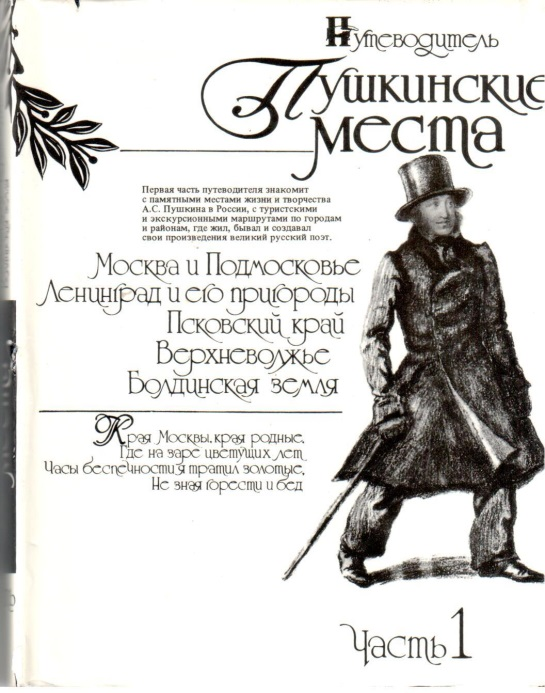 Путеводитель
Пушкинские
места
Первая часть путеводителя знакомит
с памятными местами жизни и творчества
А.С. Пушкина в России, с туристскими
и экскурсионными маршрутами по городам
и районам, где жил, бывал и создавал
свои произведения великий русский поэт.
Москва и Подмосковье
Ленинград и его пригороды
Псковский край
Верхневолжье
Болдинская земля
Края Москвы, края родные,
Где на заре цветущих лет
Часы беспечности я тратил золотые,
Не зная горести и бед
Часть 1